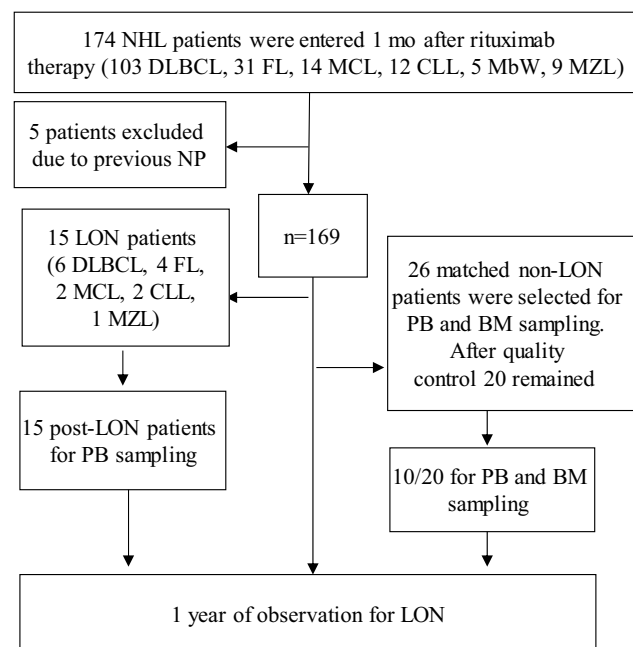 174 NHL patients were entered 1 mo after rituximab
therapy (103 DLBCL, 31 FL, 14 MCL, 12 CLL, 5 MbW, 9 MZL)
5 patients excluded
due to previous NP
n=169
15 LON patients
(6 DLBCL, 4 FL,
2 MCL, 2 CLL,
1 MZL)
26 matched non-LON
patients were selected for
PB and BM sampling.
After quality
control 20 remained
15 post-LON patients
for PB sampling
10/20 for PB and BM
sampling
1 year of observation for LON